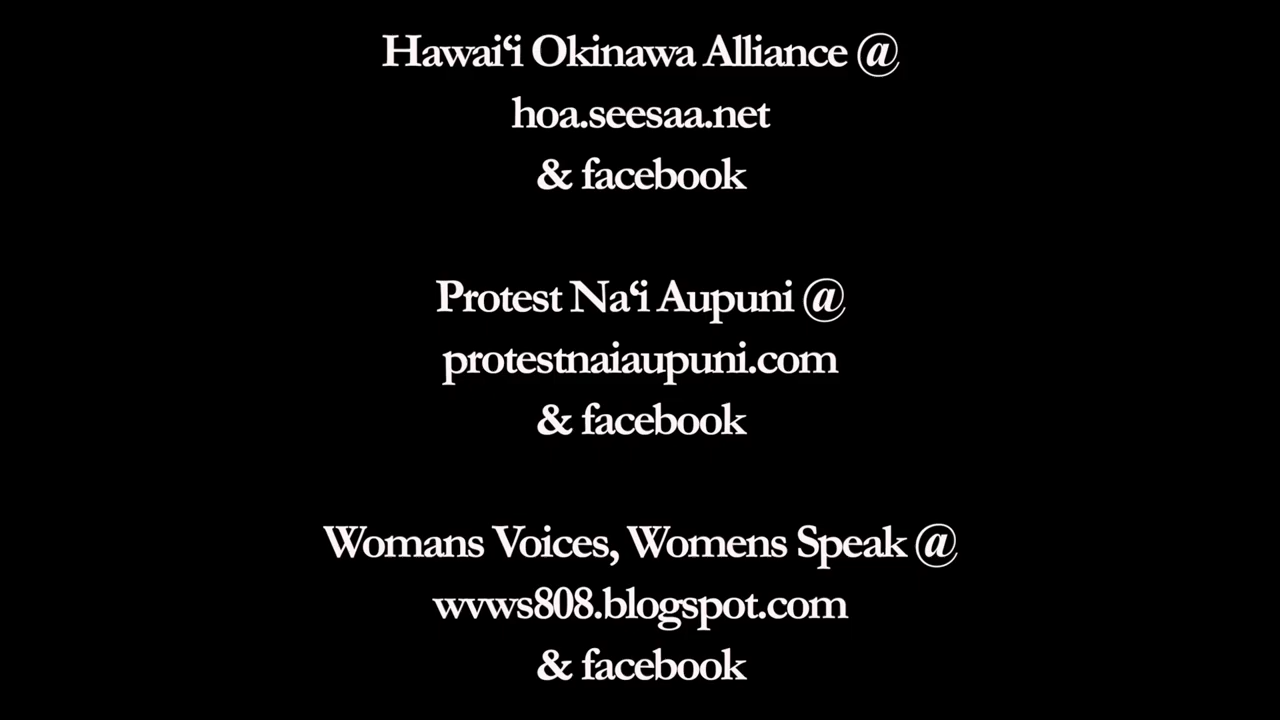 Hawaiʻi Okinawa Alliance @
hoa.seesaa.net
& facebook
Protest Naʻi Aupuni @
protestnaiaupuni.com
& facebook
Womans Voices, Womens Speak @
wvws808.blogspot.com
& facebook